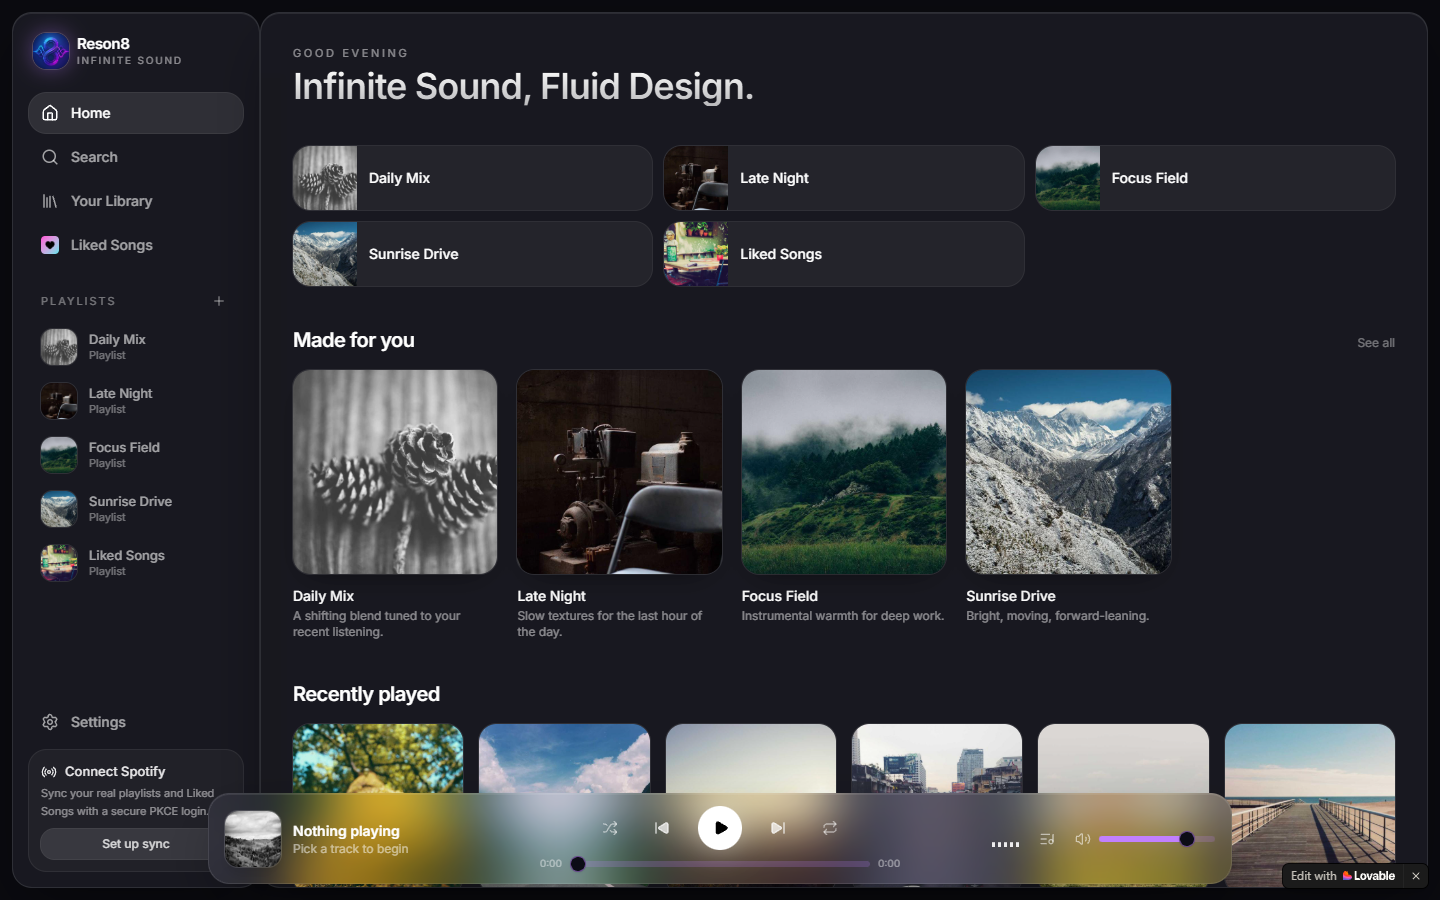 Reson8
INFINITE SOUND
Home
Search
Your Library
Liked Songs
PLAYLISTS
Daily Mix
Playlist
Late Night
Playlist
Focus Field
Playlist
Sunrise Drive
Playlist
Liked Songs
Playlist
Settings
Connect Spotify
Sync your real playlists and Liked
Songs with a secure PKCE login.
Set up sync
GOOD EVENING
Infinite Sound, Fluid Design.
Daily Mix
Late Night
Focus Field
Sunrise Drive
Liked Songs
Made for you
See all
Daily Mix
A shifting blend tuned to your
recent listening.
Late Night
Slow textures for the last hour of
the day.
Focus Field
Instrumental warmth for deep work.
Sunrise Drive
Bright, moving, forward-leaning.
Recently played
Nothing playing
Pick a track to begin
0:00
0:00
Edit with Lovable